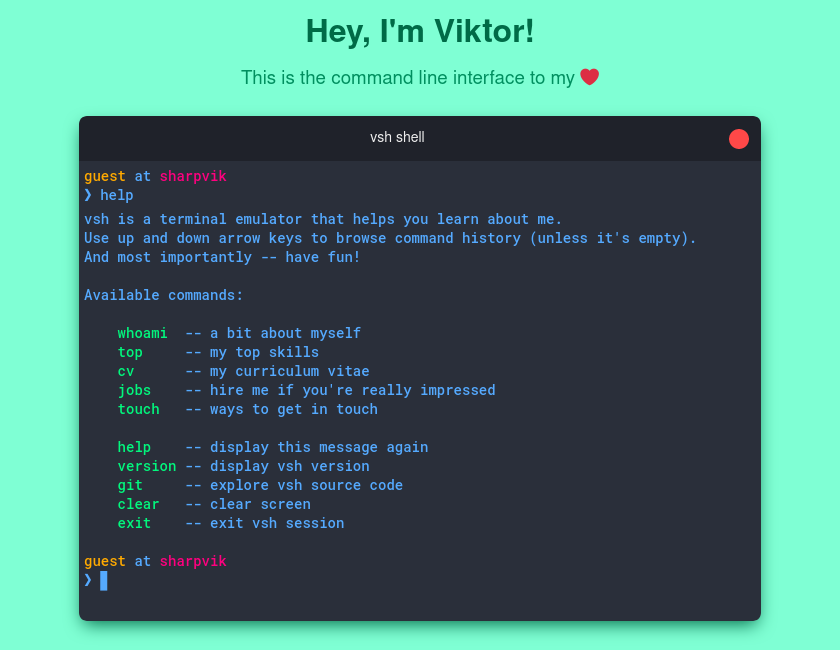 Hey, I'm Viktor!
This is the command line interface to my ❤️
vsh shell
guest at sharpvik
❯ help
vsh is a terminal emulator that helps you learn about me.
Use up and down arrow keys to browse command history (unless it's empty).
And most importantly -- have fun!
Available commands:
whoami  -- a bit about myself
top     -- my top skills
cv      -- my curriculum vitae
jobs    -- hire me if you're really impressed
touch   -- ways to get in touch
help    -- display this message again
version -- display vsh version
git     -- explore vsh source code
clear   -- clear screen
exit    -- exit vsh session
guest at sharpvik
❯